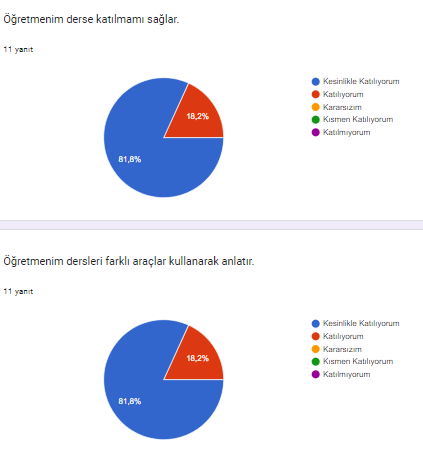 Öğretmenim derse katılmamı sağlar.
11 yanıt
Kesinlikle Katılıyorum
Katılıyorum
Kararsızım
Kısmen Katılıyorum
Katılmıyorum
18,2%
81,8%
Öğretmenim dersleri farklı araçlar kullanarak anlatır.
11 yanıt
Kesinlikle Katılıyorum
Katılıyorum
Kararsızım
Kısmen Katılıyorum
Katılmıyorum
18,2%
81,8%